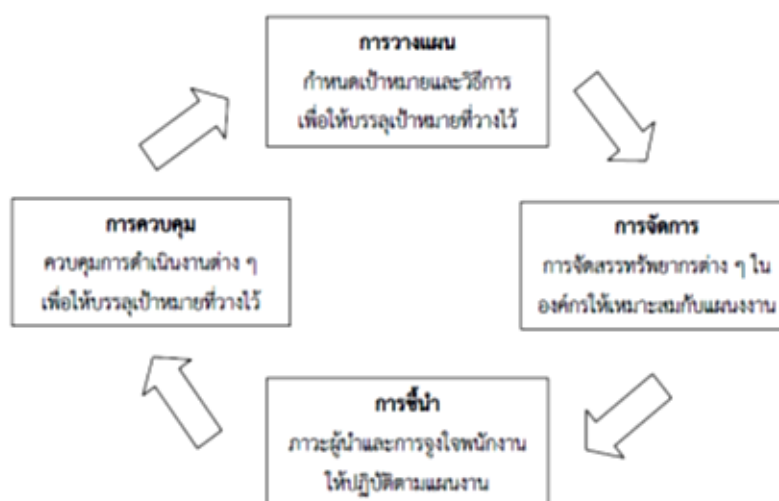 การวางแผน
กำหนดเป้าหมายและวิธีการ
เพื่อให้บรรลุเป้าหมายที่วางไว้
การควบคุม
ควบคุมการดำเนินงานต่าง ๆ
เพื่อให้บรรลุเป้าหมายที่วางไว้
การจัดการ
การจัดสรรทรัพยากรต่าง ๆ ใน
องค์กรให้เหมาะสมกับแผนงงาน
การชี้นำ
ภาวะผู้นำและการจูงใจพนักงาน
ให้ปฏิบัติตามแผนงาน